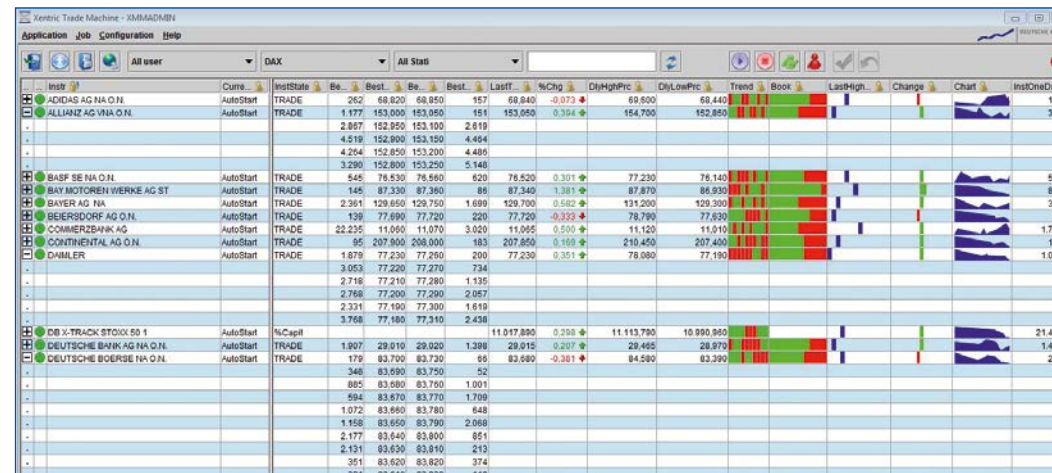 Xentric Trade Machine - XMMADMIN
Application Job Configuration Help
All user DAX All Stati
Instr Curre... InstState Be... Best... Be... Best... LastT... %Chg DlyHghPrc DlyLowPrc Trend Book LastHigh... Change Chart InstOneD
ADIDAS AG NA O.N. AutoStart TRADE 262 68,820 68,850 157 68,840 -0,073 69,600 68,440
ALLIANZ AG VNA O.N. AutoStart TRADE 1.177 153,000 153,050 151 153,050 0,394 154,700 152,850
2.867 152,950 153,100 2.619
4.519 152,900 153,150 4.464
4.264 152,850 153,200 4.486
3.290 152,800 153,250 5.148
BASF SE NA O.N. AutoStart TRADE 545 76,530 76,560 620 76,520 0,301 77,230 76,140
BAY.MOTOREN WERKE AG ST AutoStart TRADE 145 87,330 87,360 86 87,340 1,381 87,870 86,930
BAYER AG NA AutoStart TRADE 2.361 129,650 129,750 1.699 129,700 0,582 131,200 129,300
BEIERSDORF AG O.N. AutoStart TRADE 139 77,690 77,720 220 77,720 -0,333 78,790 77,630
COMMERZBANK AG AutoStart TRADE 22.235 11,060 11,070 3.020 11,065 0,500 11,120 11,010 1.7
CONTINENTAL AG O.N. AutoStart TRADE 95 207,900 208,000 183 207,850 0,169 210,450 207,400
DAIMLER AutoStart TRADE 1.879 77,230 77,260 200 77,230 0,351 78,080 77,190 1.0
3.053 77,220 77,270 734
2.718 77,210 77,280 1.135
2.768 77,200 77,290 2.057
2.331 77,190 77,300 1.619
3.768 77,180 77,310 2.438
DB X-TRACK STOXX 50 1 AutoStart %Capit 11.017,890 0,298 11.113,790 10.990,960 21.4
DEUTSCHE BANK AG NA O.N. AutoStart TRADE 1.907 29,010 29,020 1.398 29,015 0,207 29,465 28,970 1.4
DEUTSCHE BOERSE NA O.N. AutoStart TRADE 179 83,700 83,730 66 83,680 -0,381 84,580 83,390
348 83,690 83,750 52
885 83,680 83,760 1.001
594 83,670 83,770 1.709
1.072 83,660 83,780 648
1.158 83,650 83,790 2.068
2.177 83,640 83,800 851
2.131 83,630 83,810 213
351 83,620 83,820 374